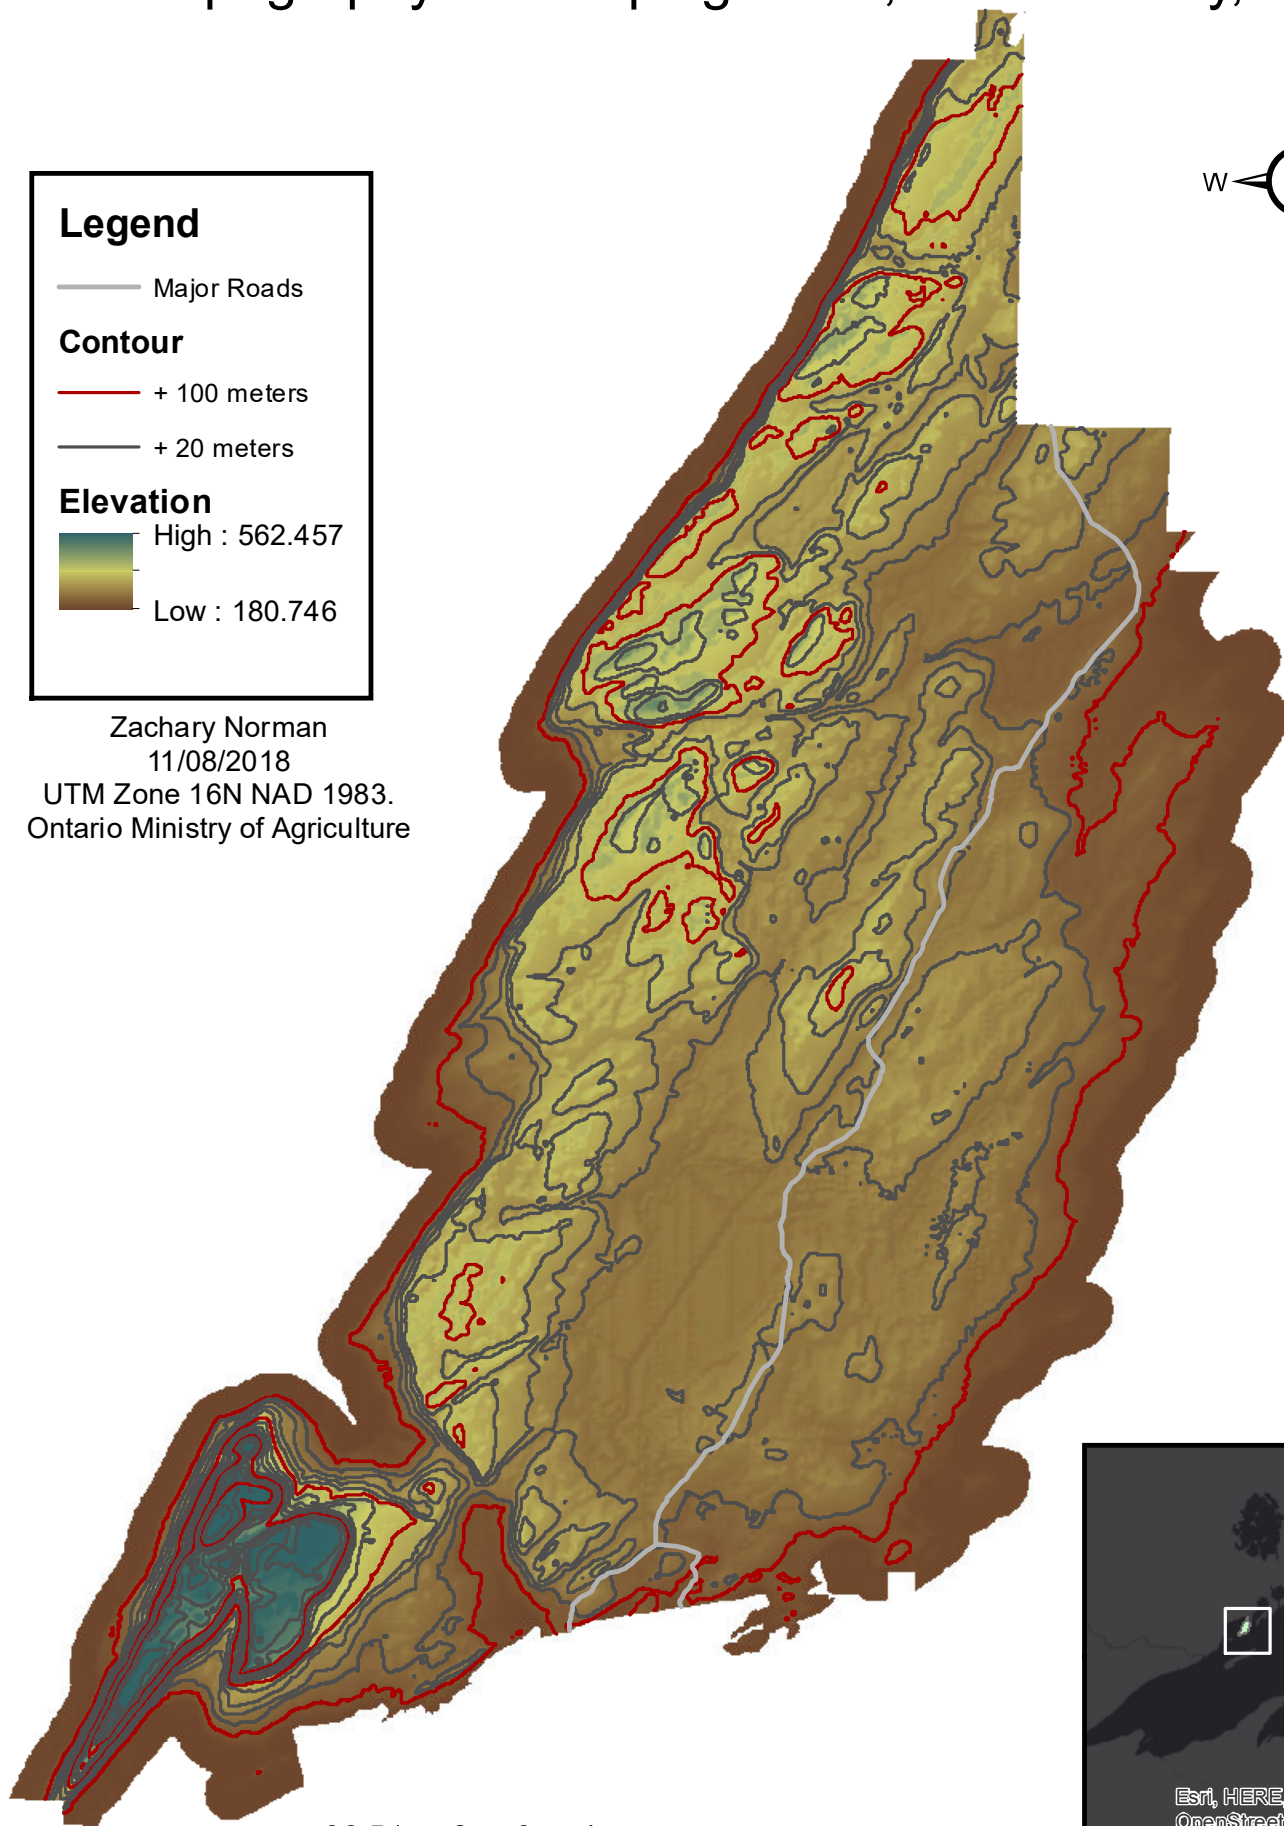 Legend
Major Roads
Contour
+ 100 meters
+ 20 meters
Elevation
High : 562.457
Low : 180.746
Zachary Norman
11/08/2018
UTM Zone 16N NAD 1983.
Ontario Ministry of Agriculture
W
Esri, HERE,